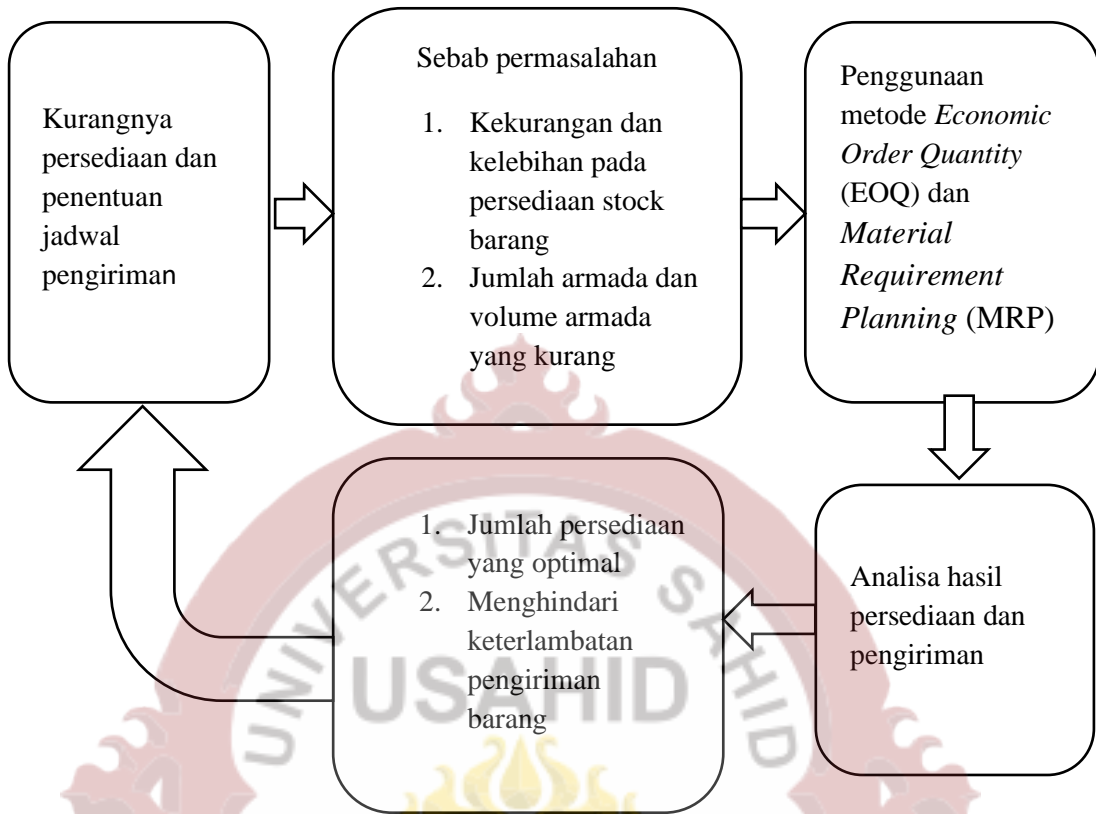 Kurangnya
persediaan dan
penentuan
jadwal
pengiriman
Sebab permasalahan
1. Kekurangan dan
kelebihan pada
persediaan stock
barang
2. Jumlah armada dan
volume armada
yang kurang
Penggunaan
metode Economic
Order Quantity
(EOQ) dan
Material
Requirement
Planning (MRP)
Analisa hasil
persediaan dan
pengiriman
1. Jumlah persediaan
yang optimal
2. Menghindari
keterlambatan
pengiriman
barang
UNIVERSITAS SAHID
USAHID